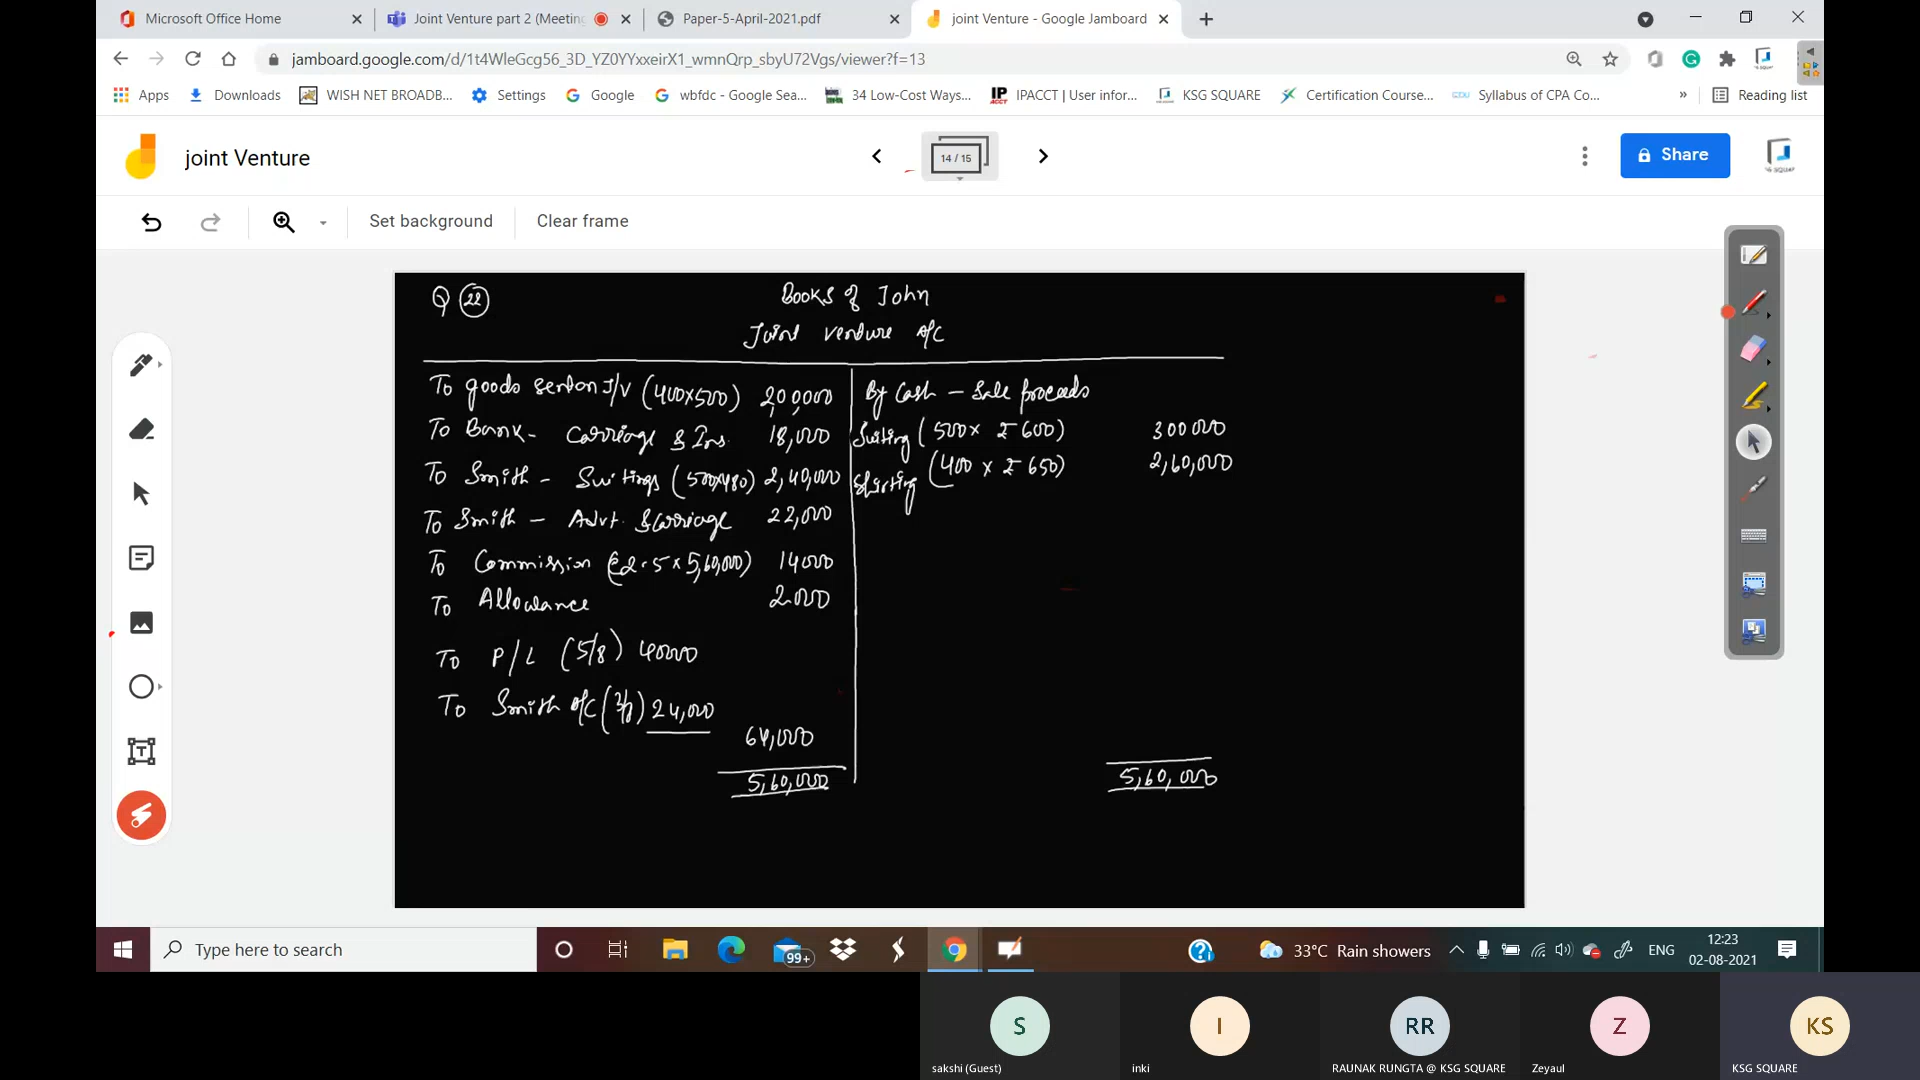 Microsoft Office Home
Joint Venture part 2 (Meeting
Paper-5-April-2021.pdf
joint Venture - Google Jamboard
jamboard.google.com/d/1t4WleGcg56_3D_YZ0YYxxeirX1_wmnQrp_sbyU72Vgs/viewer?f=13
Apps
Downloads
WISH NET BROADB...
Settings
Google
wbfdc - Google Sea...
34 Low-Cost Ways...
IPACCT | User infor...
KSG SQUARE
Certification Course...
Syllabus of CPA Co...
»
Reading list
joint Venture
14 / 15
Share
Set background
Clear frame
Q 22
Books of John
Joint venture A/C
To goods sent on J/V (400x500) 2,00,000
By Cash - Sale proceeds
To Bank - Carriage & Ins. 18,000
Suiting (500 x ₹ 600) 300000
To Smith - Suitings (500x480) 2,40,000
Shirting (400 x ₹ 650) 2,60,000
To Smith - Advt. & Carriage 22,000
To Commission (2.5 x 5,60,000) 14000
To Allowance 2000
To P/L (5/8) 40000
To Smith A/C (3/8) 24,000
64,000
5,60,000
5,60,000
Type here to search
99+
33°C Rain showers
ENG
12:23
02-08-2021
S
I
RR
Z
KS
sakshi (Guest)
inki
RAUNAK RUNGTA @ KSG SQUARE
Zeyaul
KSG SQUARE